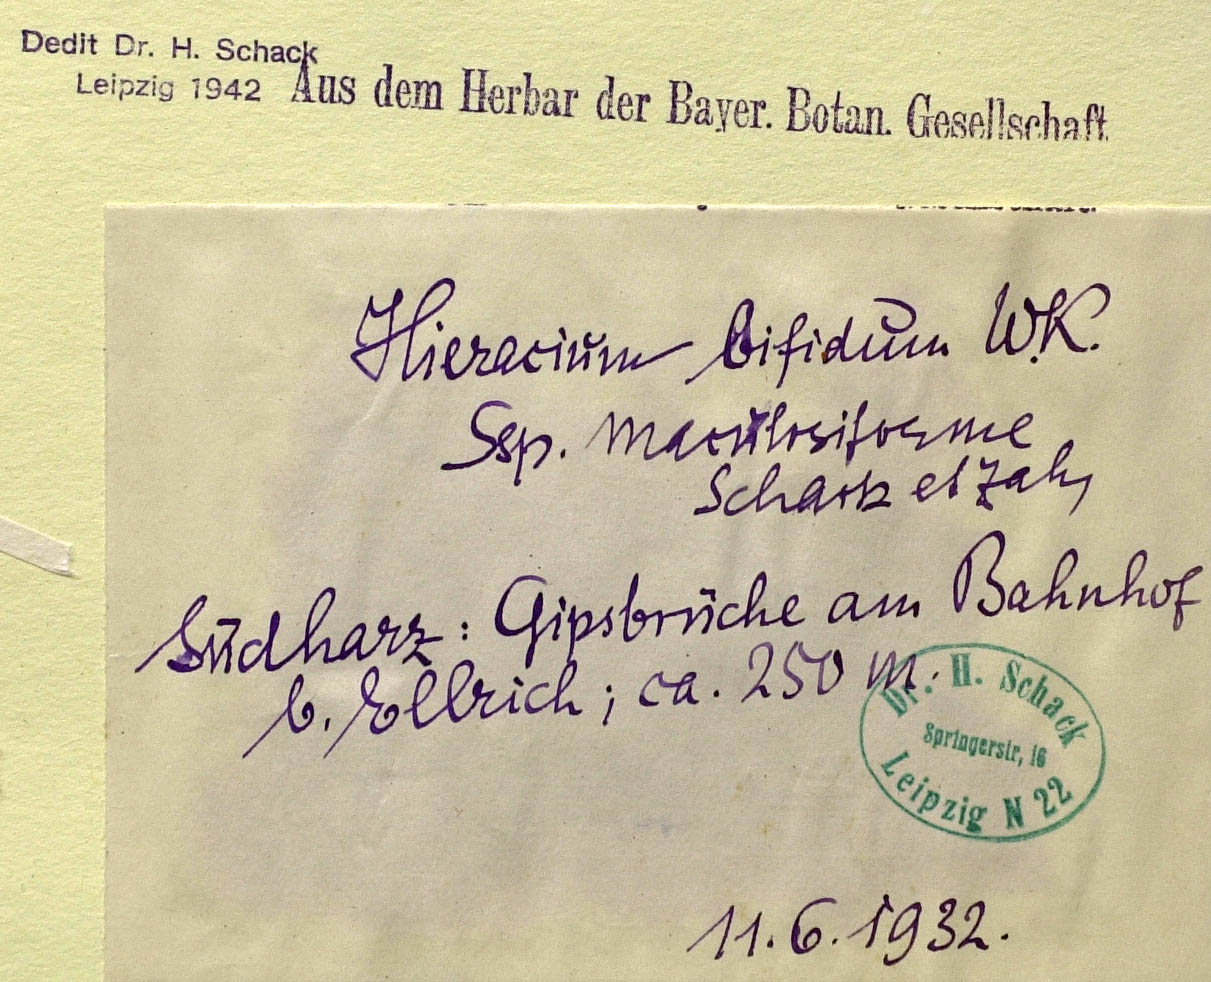 Dedit Dr. H. Schack
Leipzig 1942
Aus dem Herbar der Bayer. Botan. Gesellschaft
Hieracium bifidum W.K.
Ssp. maculosiforme
Schack et Zahn
Südharz: Gipsbrüche am Bahnhof
b. Ellrich; ca. 250 m.
Dr. H. Schack
Springerstr, 16
Leipzig N 22
11.6.1932.